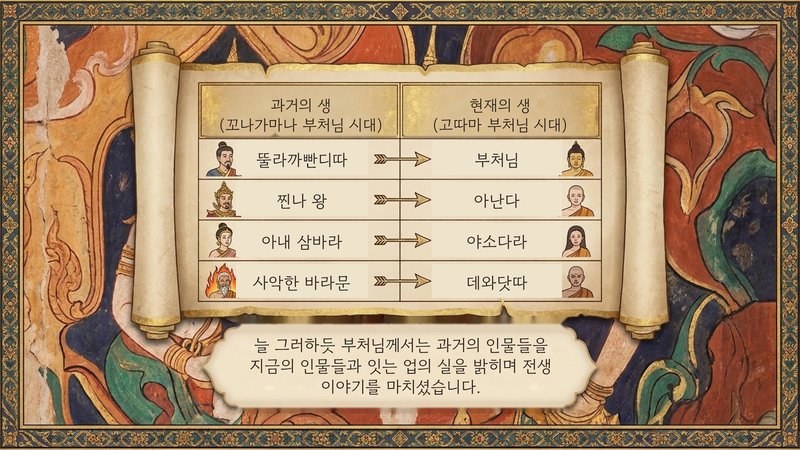 과거의 생
(꼬나가마나 부처님 시대)
현재의 생
(고따마 부처님 시대)
뚤라까빤디따
부처님
찐나 왕
아난다
아내 삼바라
야소다라
사악한 바라문
데와닷따
늘 그러하듯 부처님께서는 과거의 인물들을
지금의 인물들과 잇는 업의 실을 밝히며 전생
이야기를 마치셨습니다.